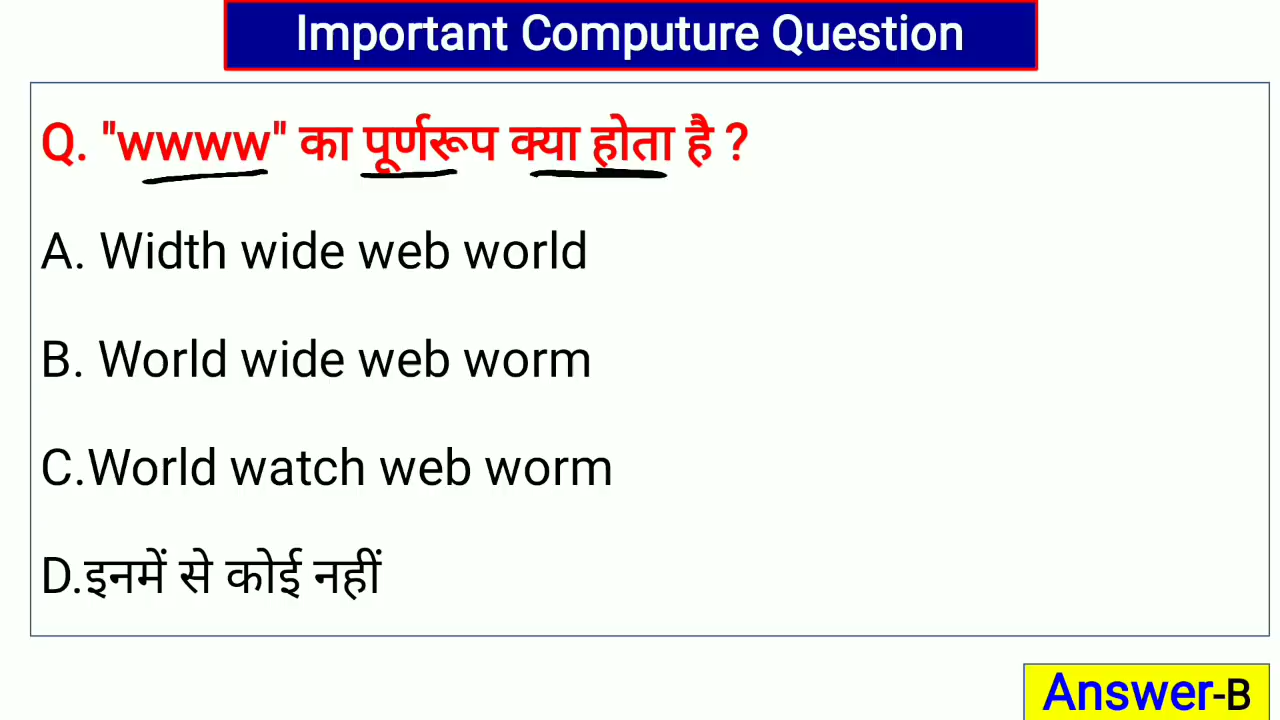 Important Computure Question
Q. "wwww" का पूर्णरूप क्या होता है ?
A. Width wide web world
B. World wide web worm
C.World watch web worm
D.इनमें से कोई नहीं
Answer-B